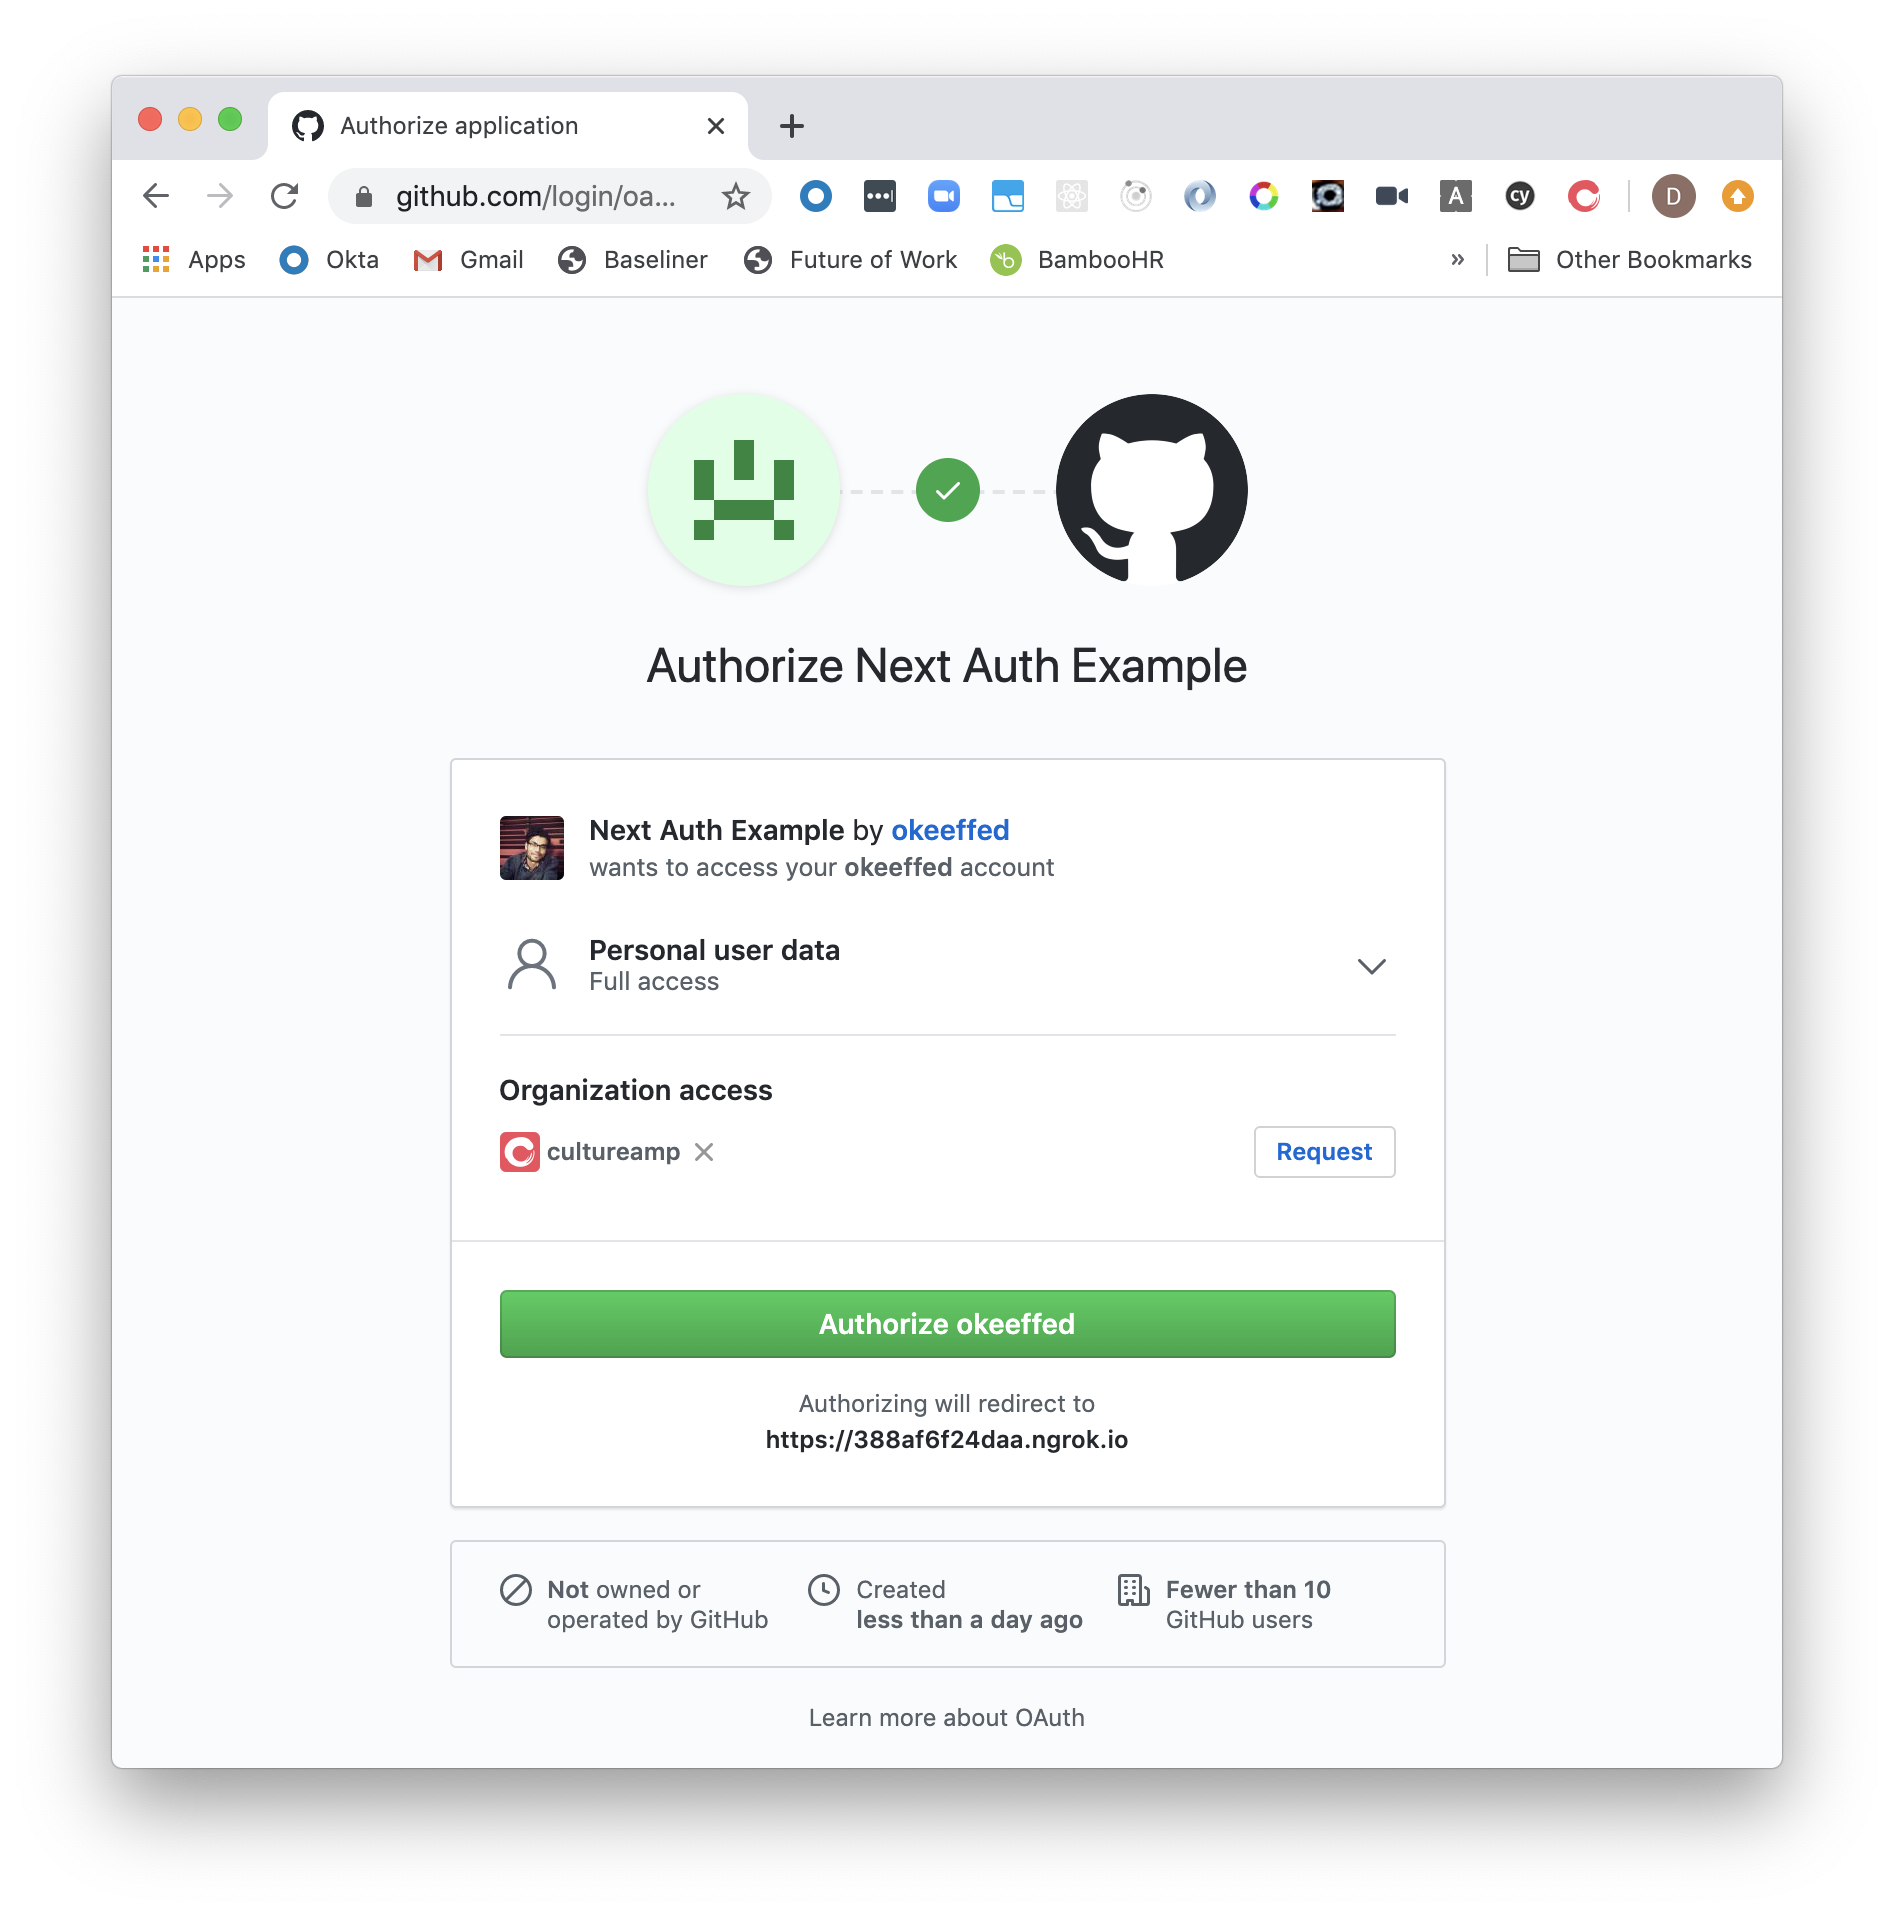 Authorize application
github.com/login/oa...
A
cy
D
Apps
Okta
Gmail
Baseliner
Future of Work
BambooHR
»
Other Bookmarks
Authorize Next Auth Example
Next Auth Example by okeeffed
wants to access your okeeffed account
Personal user data
Full access
Organization access
cultureamp
Request
Authorize okeeffed
Authorizing will redirect to
https://388af6f24daa.ngrok.io
Not owned or
operated by GitHub
Created
less than a day ago
Fewer than 10
GitHub users
Learn more about OAuth